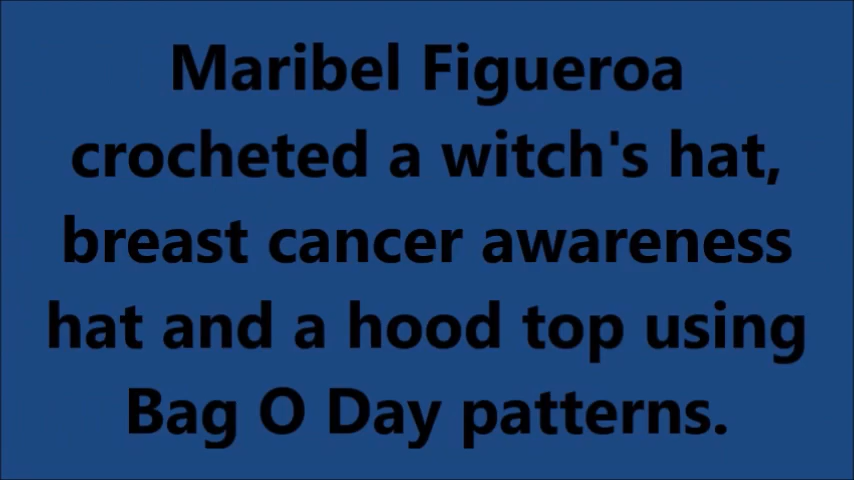 Maribel Figueroa
crocheted a witch's hat,
breast cancer awareness
hat and a hood top using
Bag O Day patterns.